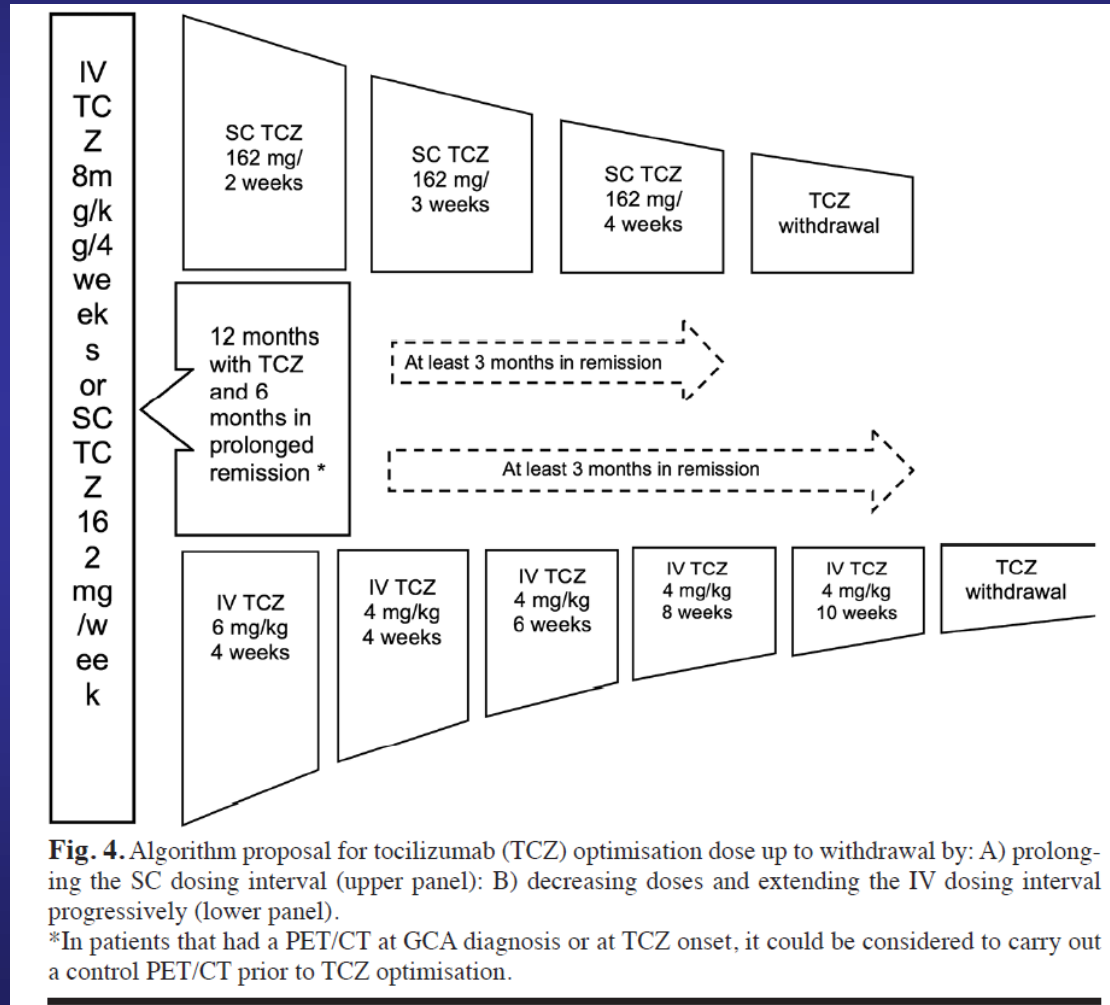 IV
TC
Z
8m
g/k
g/4
we
ek
s
or
SC
TC
Z
16
2
mg
/w
ee
k
SC TCZ
162 mg/
2 weeks
SC TCZ
162 mg/
3 weeks
SC TCZ
162 mg/
4 weeks
TCZ
withdrawal
12 months
with TCZ
and 6
months in
prolonged
remission *
At least 3 months in remission
At least 3 months in remission
IV TCZ
6 mg/kg
4 weeks
IV TCZ
4 mg/kg
4 weeks
IV TCZ
4 mg/kg
6 weeks
IV TCZ
4 mg/kg
8 weeks
IV TCZ
4 mg/kg
10 weeks
TCZ
withdrawal
Fig. 4. Algorithm proposal for tocilizumab (TCZ) optimisation dose up to withdrawal by: A) prolong-
ing the SC dosing interval (upper panel): B) decreasing doses and extending the IV dosing interval
progressively (lower panel).
*In patients that had a PET/CT at GCA diagnosis or at TCZ onset, it could be considered to carry out
a control PET/CT prior to TCZ optimisation.